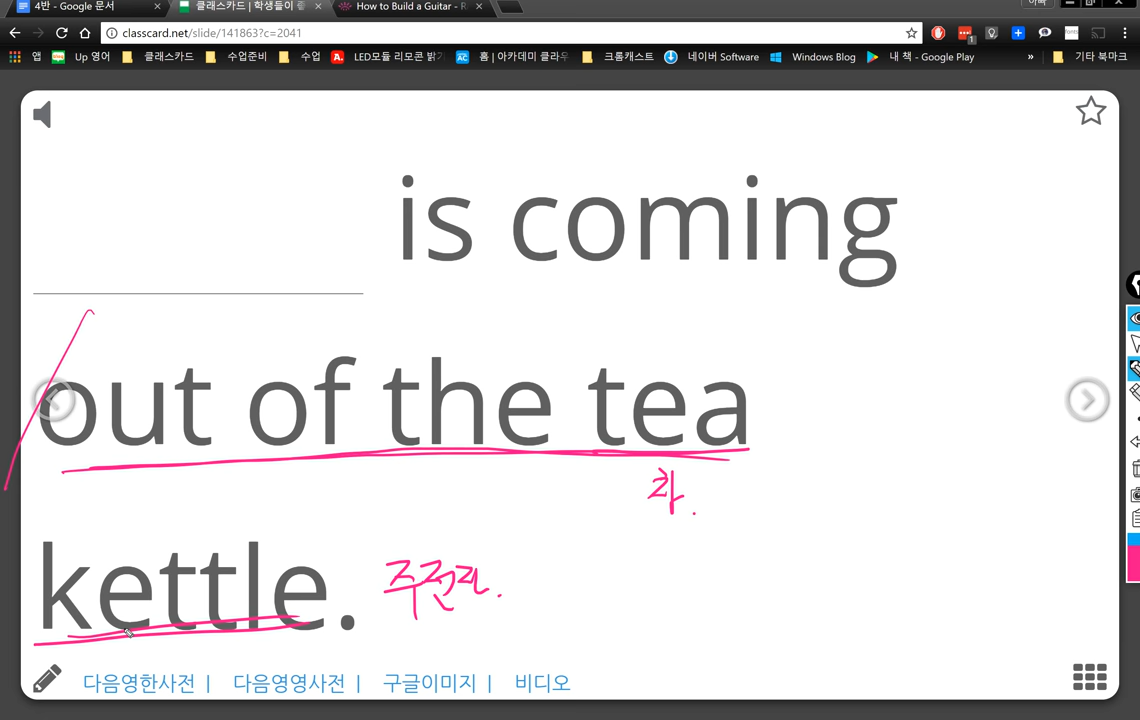 4반 - Google 문서
클래스카드 | 학생들이 좋
How to Build a Guitar - R
classcard.net/slide/141863?c=2041
앱 Up 영어 클래스카드 수업준비 수업 LED모듈 리모콘 밝기 홈 | 아카데미 클라우 크롬캐스트 네이버 Software Windows Blog 내 책 - Google Play » 기타 북마크
is coming
out of the tea
차.
kettle. 주전자.
다음영한사전 | 다음영영사전 | 구글이미지 | 비디오